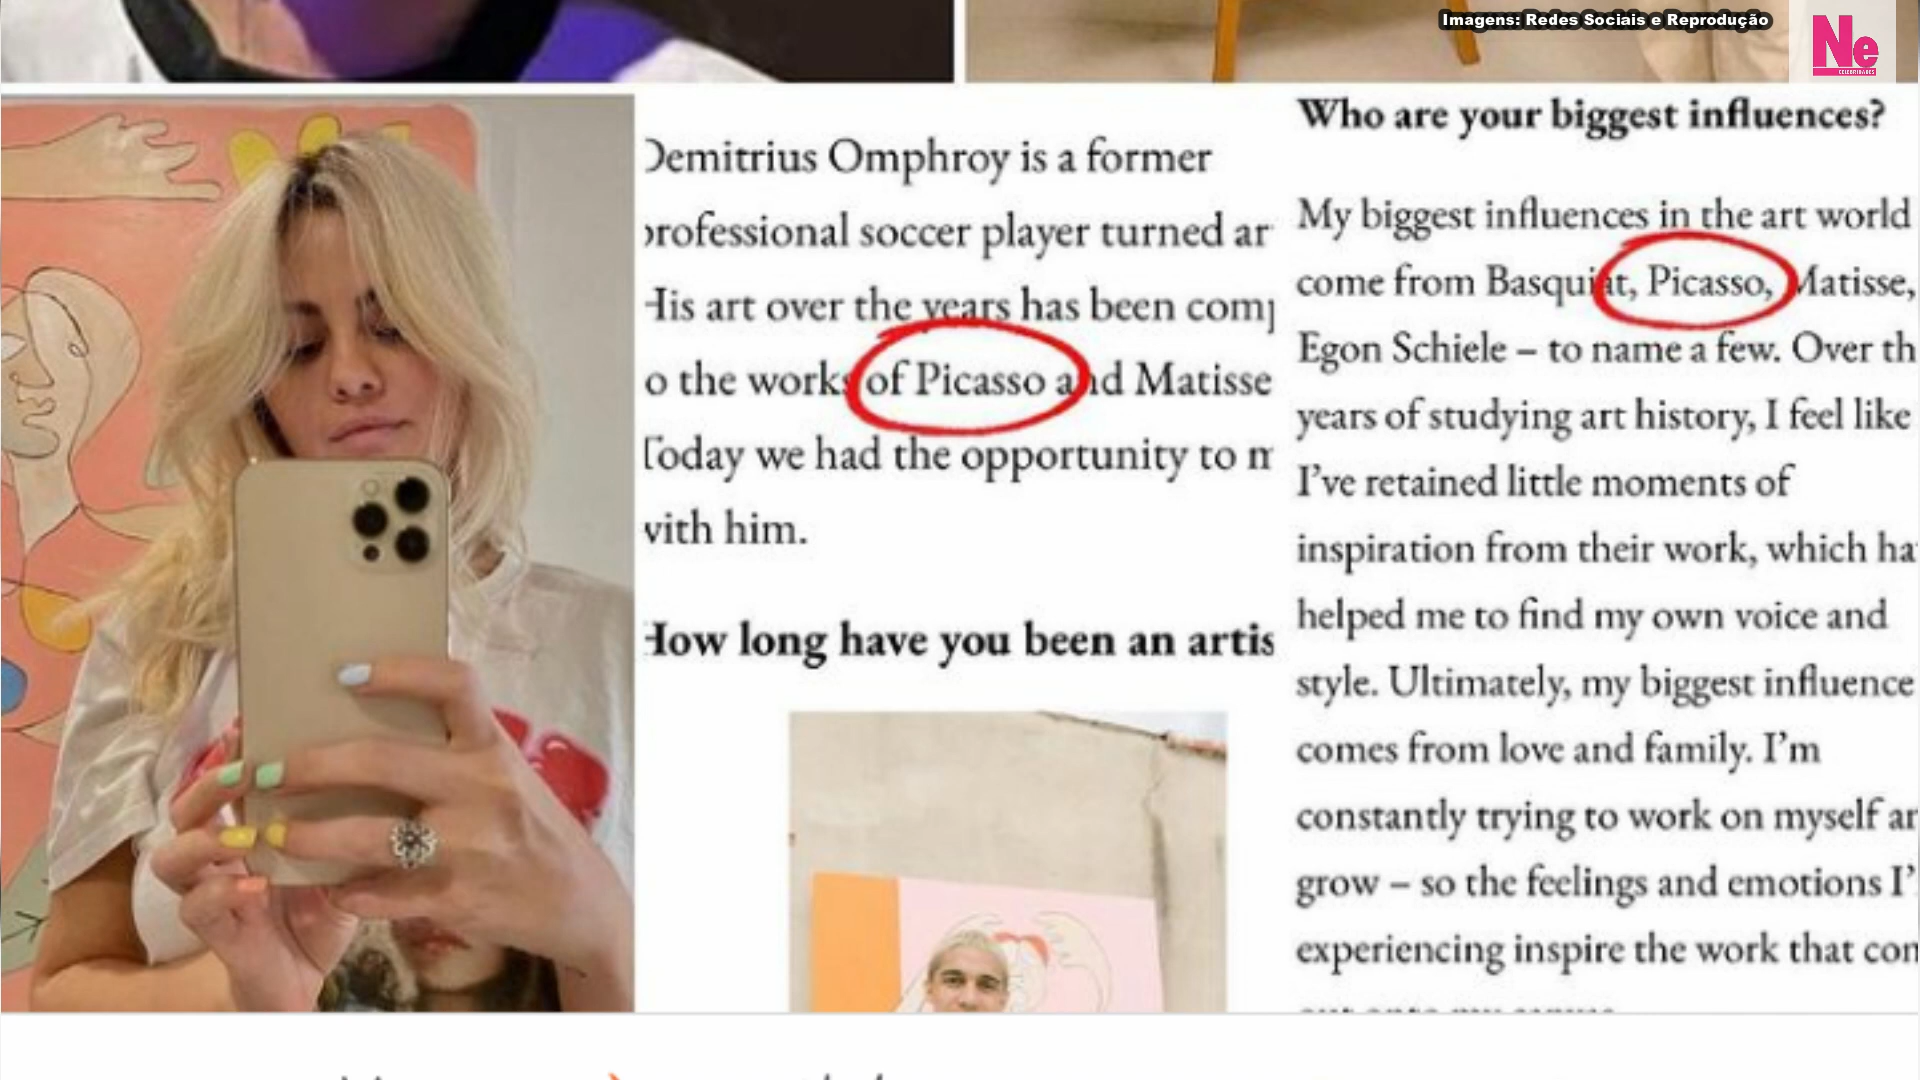 Imagens: Redes Sociais e Reprodução
Ne
CELEBRIDADES
Demitrius Omphroy is a former
professional soccer player turned ar
His art over the years has been comp
o the works of Picasso and Matisse
Today we had the opportunity to m
with him.
How long have you been an artis
Who are your biggest influences?
My biggest influences in the art world
come from Basquiat, Picasso, Matisse,
Egon Schiele – to name a few. Over th
years of studying art history, I feel like
I’ve retained little moments of
inspiration from their work, which ha
helped me to find my own voice and
style. Ultimately, my biggest influence
comes from love and family. I’m
constantly trying to work on myself ar
grow – so the feelings and emotions I’
experiencing inspire the work that con